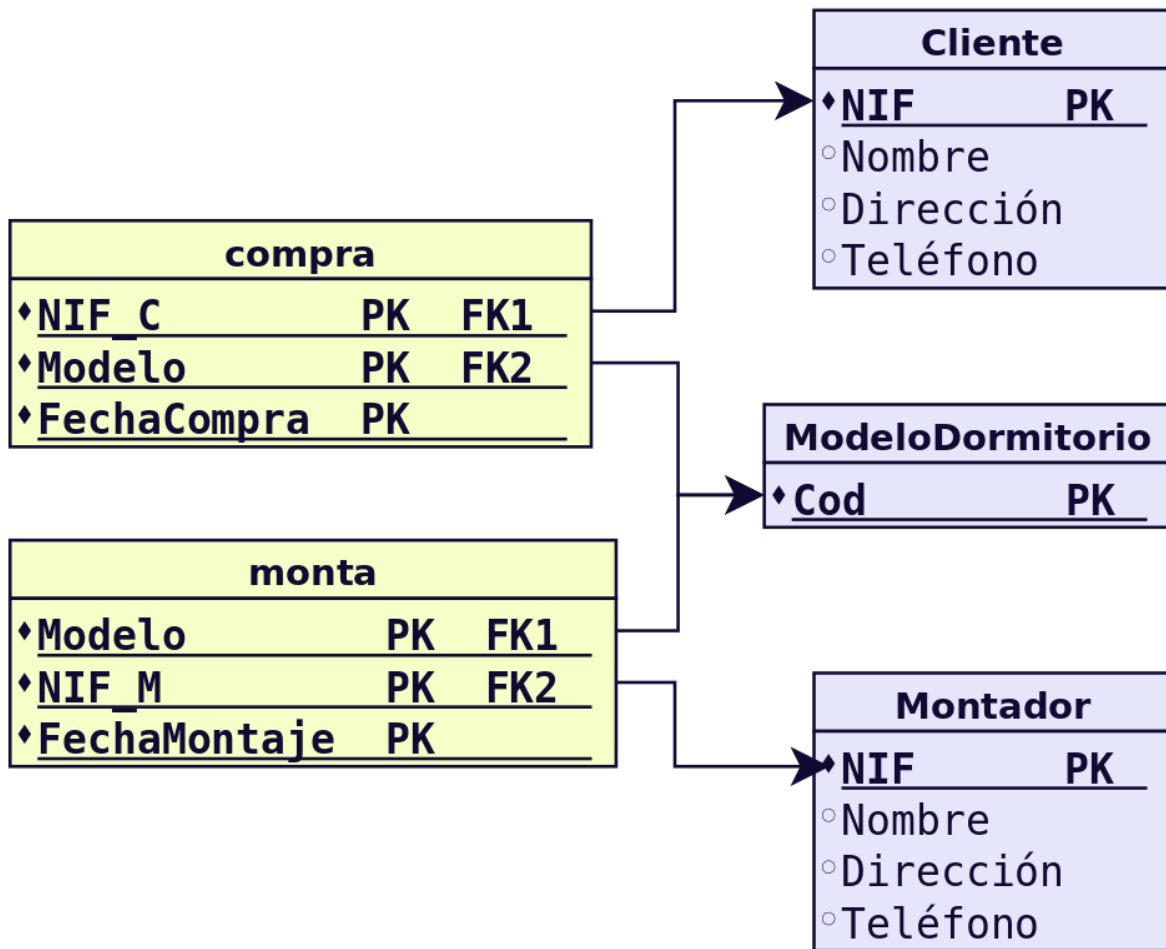 Cliente
NIF PK
Nombre
Dirección
Teléfono
compra
NIF_C PK FK1
Modelo PK FK2
FechaCompra PK
ModeloDormitorio
Cod PK
monta
Modelo PK FK1
NIF_M PK FK2
FechaMontaje PK
Montador
NIF PK
Nombre
Dirección
Teléfono